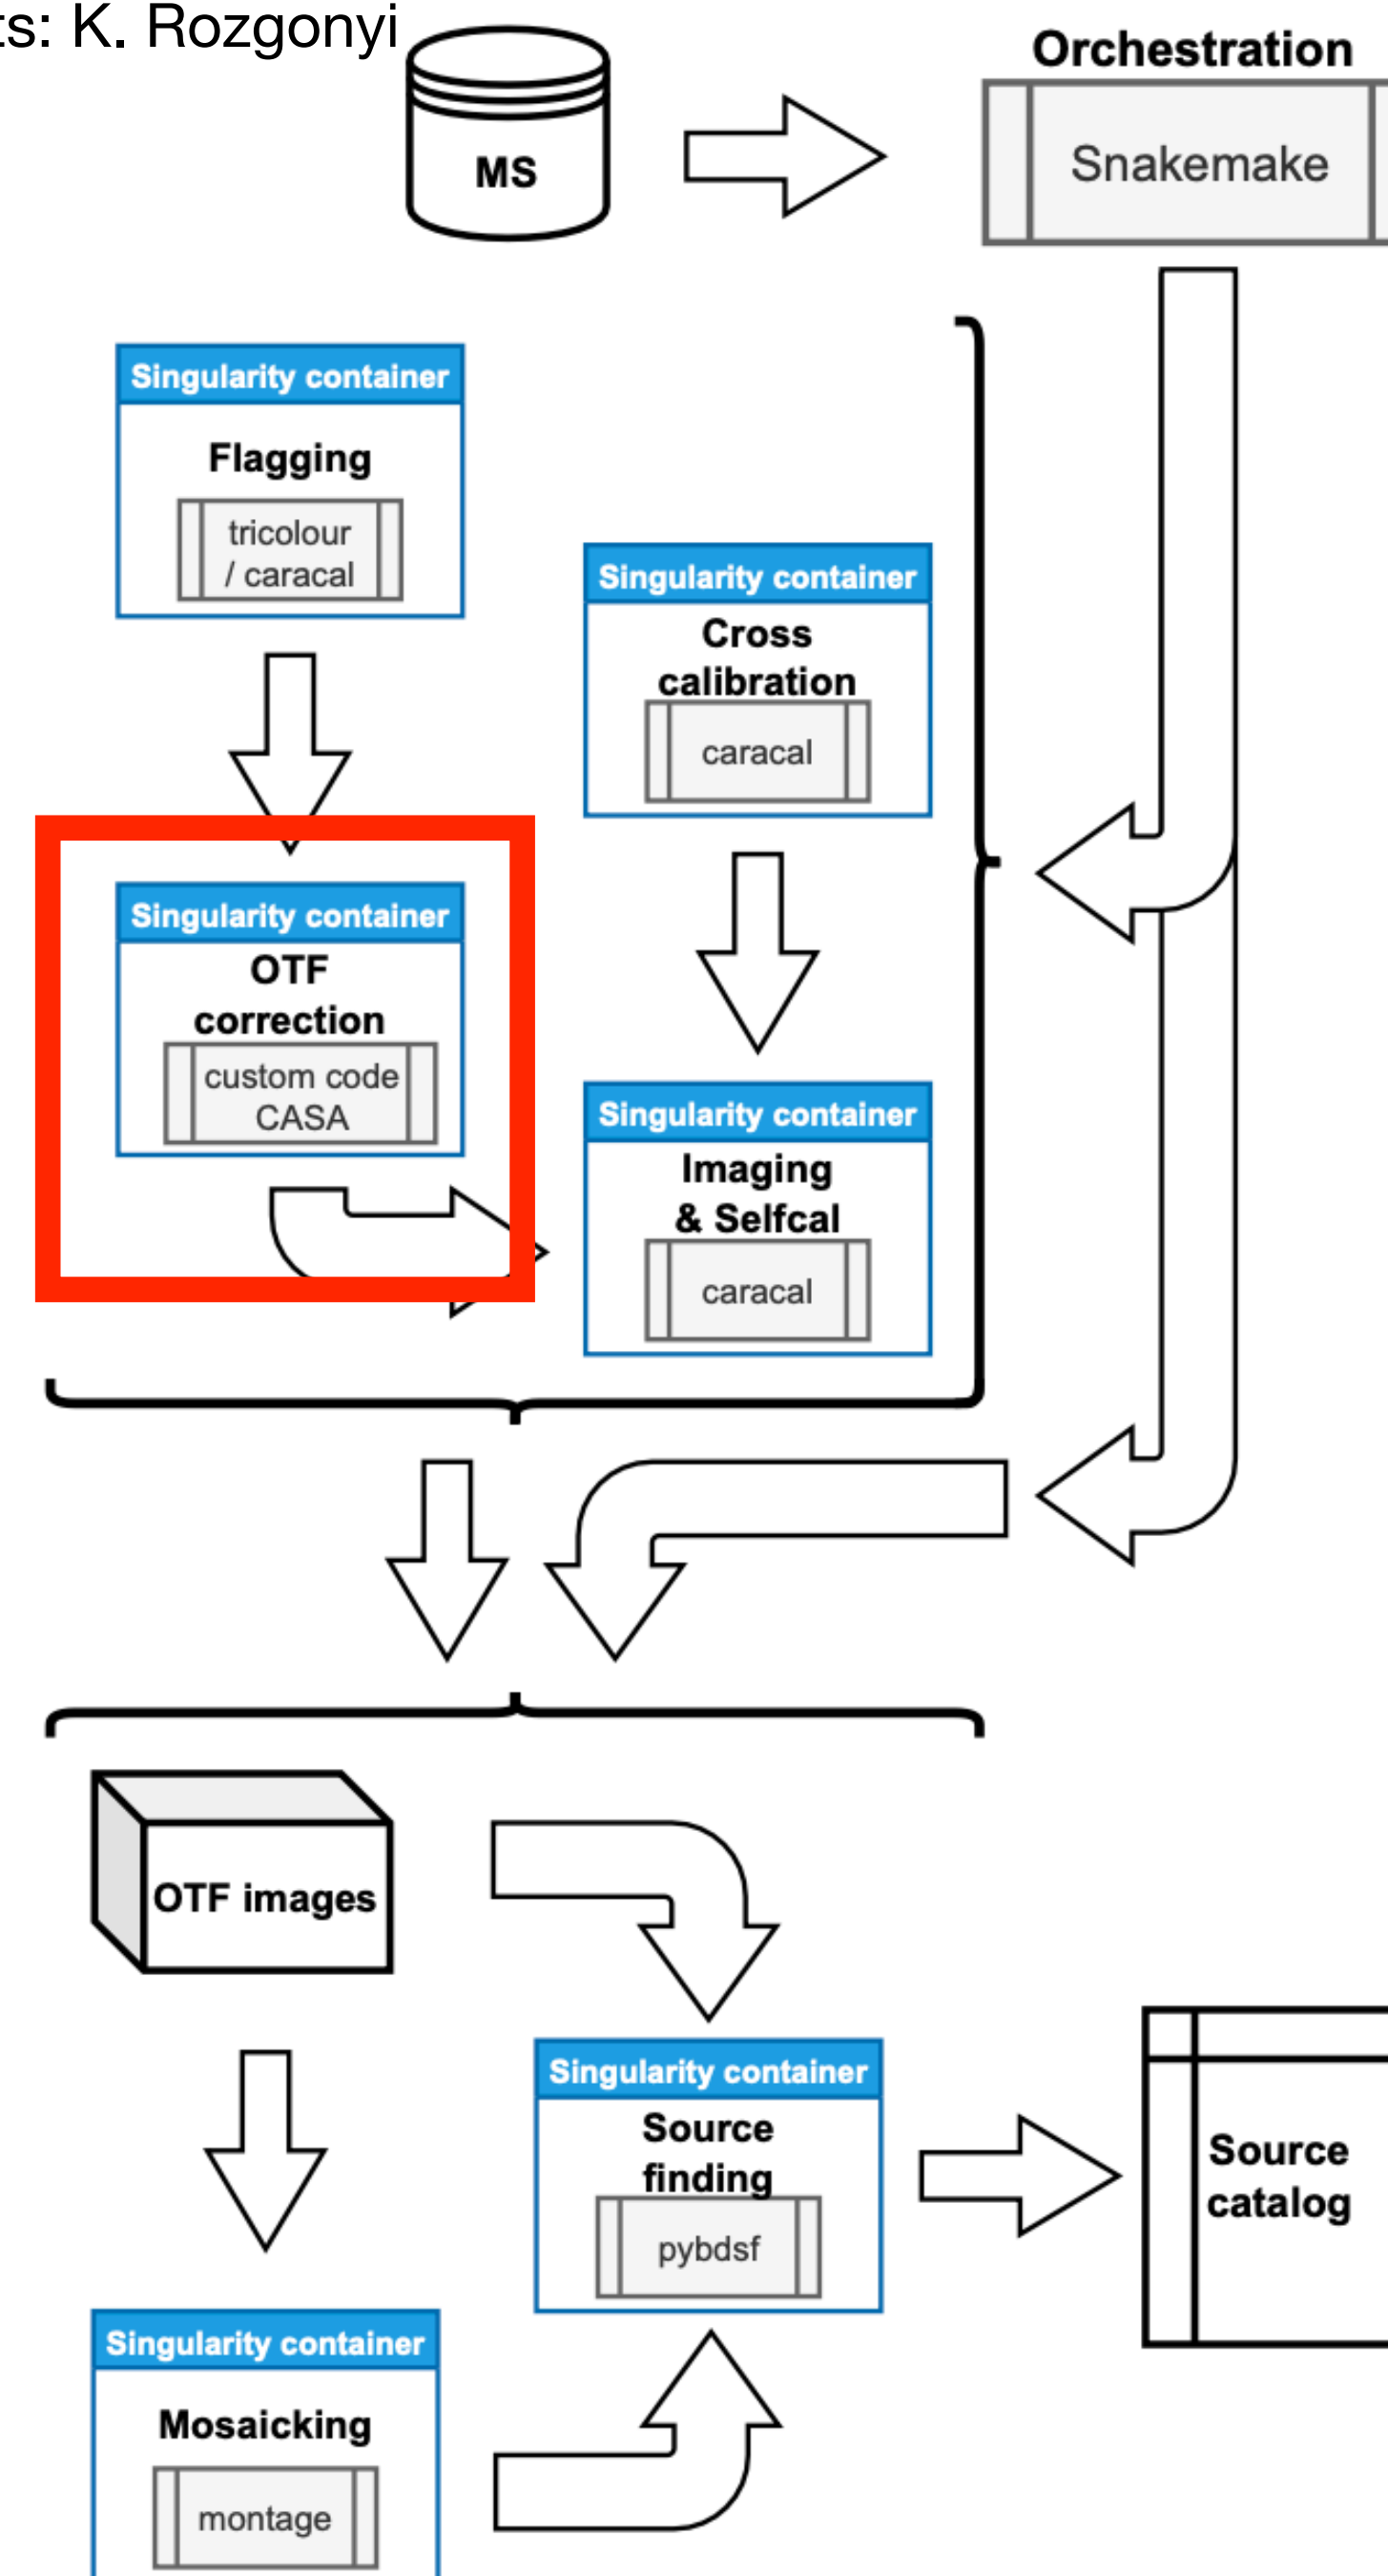 K. Rozgonyi
Orchestration
MS
Snakemake
Singularity container
Flagging
tricolour
/ caracal
Singularity container
Cross
calibration
caracal
Singularity container
OTF
correction
custom code
CASA
Singularity container
Imaging
& Selfcal
caracal
OTF images
Singularity container
Source
finding
pybdsf
Source
catalog
Singularity container
Mosaicking
montage